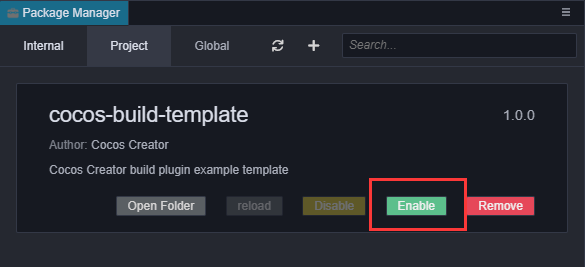 Package Manager
Internal Project Global Search...
cocos-build-template 1.0.0
Author: Cocos Creator
Cocos Creator build plugin example template
Open Folder reload Disable Enable Remove